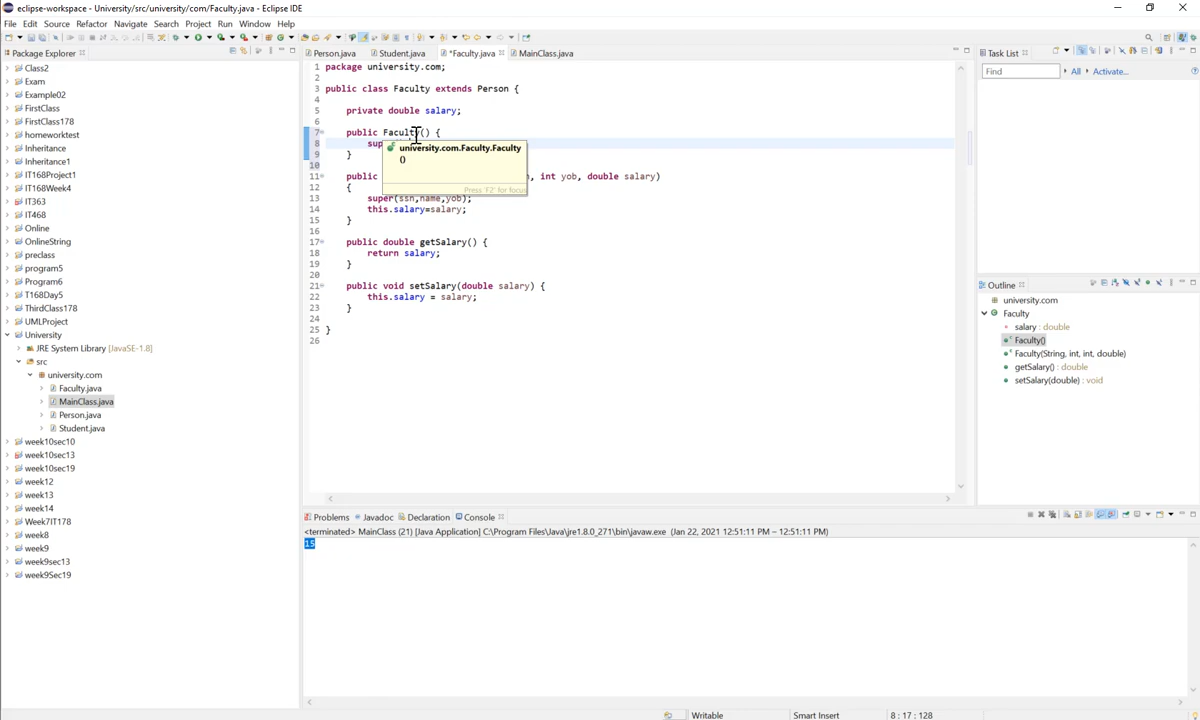 eclipse-workspace - University/src/university/com/Faculty.java - Eclipse IDE
File Edit Source Refactor Navigate Search Project Run Window Help
Package Explorer
Class2
Exam
Example02
FirstClass
FirstClass178
homeworktest
Inheritance
Inheritance1
IT168Project1
IT168Week4
IT363
IT468
Online
OnlineString
preclass
program5
Program6
T168Day5
ThirdClass178
UMLProject
University
JRE System Library [JavaSE-1.8]
src
university.com
Faculty.java
MainClass.java
Person.java
Student.java
week10sec10
week10sec13
week10sec19
week12
week13
week14
Week7IT178
week8
week9
week9sec13
week9Sec19
Person.java Student.java *Faculty.java MainClass.java
1 package university.com;
2
3 public class Faculty extends Person {
4
5 private double salary;
6
7 public Faculty() {
8 sup
9 }
10
11 public , int yob, double salary)
12 {
13 super(ssn,name,yob);
14 this.salary=salary;
15 }
16
17 public double getSalary() {
18 return salary;
19 }
20
21 public void setSalary(double salary) {
22 this.salary = salary;
23 }
24
25 }
26
university.com.Faculty.Faculty
()
Press 'F2' for focus
Task List
Find All Activate...
Outline
university.com
Faculty
salary : double
Faculty()
Faculty(String, int, int, double)
getSalary() : double
setSalary(double) : void
Problems Javadoc Declaration Console
<terminated> MainClass (21) [Java Application] C:\Program Files\Java\jre1.8.0_271\bin\javaw.exe (Jan 22, 2021 12:51:11 PM – 12:51:11 PM)
15
Writable Smart Insert 8 : 17 : 128